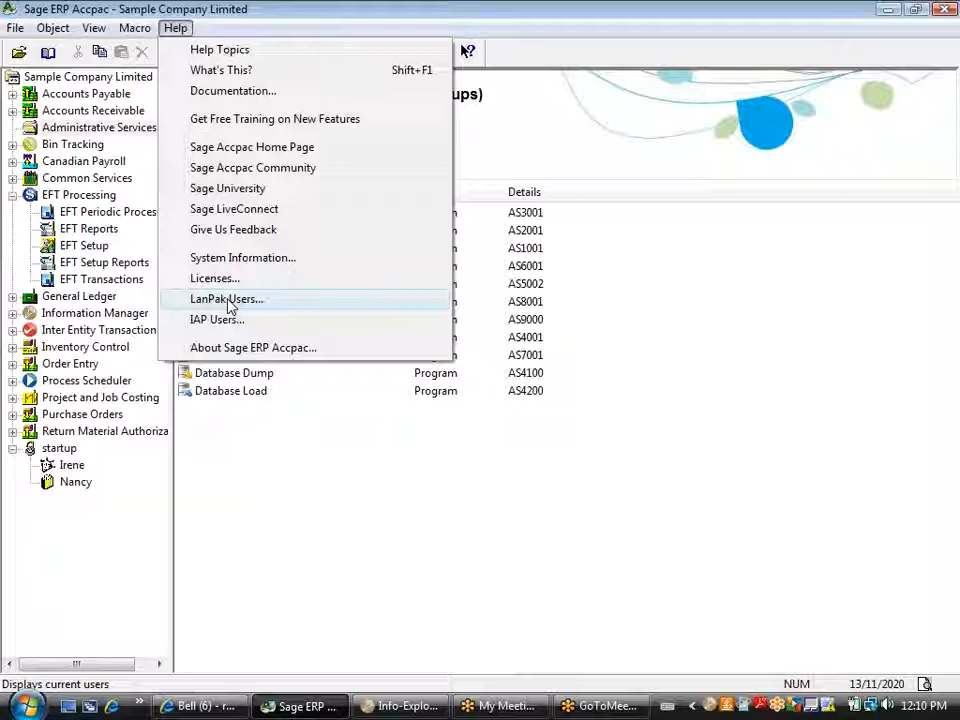 Sage ERP Accpac - Sample Company Limited
File Object View Macro Help
Help Topics
What's This? Shift+F1
Documentation...
Get Free Training on New Features
Sage Accpac Home Page
Sage Accpac Community
Sage University
Sage LiveConnect
Give Us Feedback
System Information...
Licenses...
LanPak Users...
IAP Users...
About Sage ERP Accpac...
Sample Company Limited
Accounts Payable
Accounts Receivable
Administrative Services
Bin Tracking
Canadian Payroll
Common Services
EFT Processing
EFT Periodic Proces
EFT Reports
EFT Setup
EFT Setup Reports
EFT Transactions
General Ledger
Information Manager
Inter Entity Transaction
Inventory Control
Order Entry
Process Scheduler
Project and Job Costing
Purchase Orders
Return Material Authoriza
startup
Irene
Nancy
ups)
Details
AS3001
AS2001
AS1001
AS6001
AS5002
AS8001
AS9000
AS4001
AS7001
Database Dump Program AS4100
Database Load Program AS4200
Displays current users NUM 13/11/2020
Bell (6) - r... Sage ERP ... Info-Explo... My Meeti... GoToMee... 12:10 PM